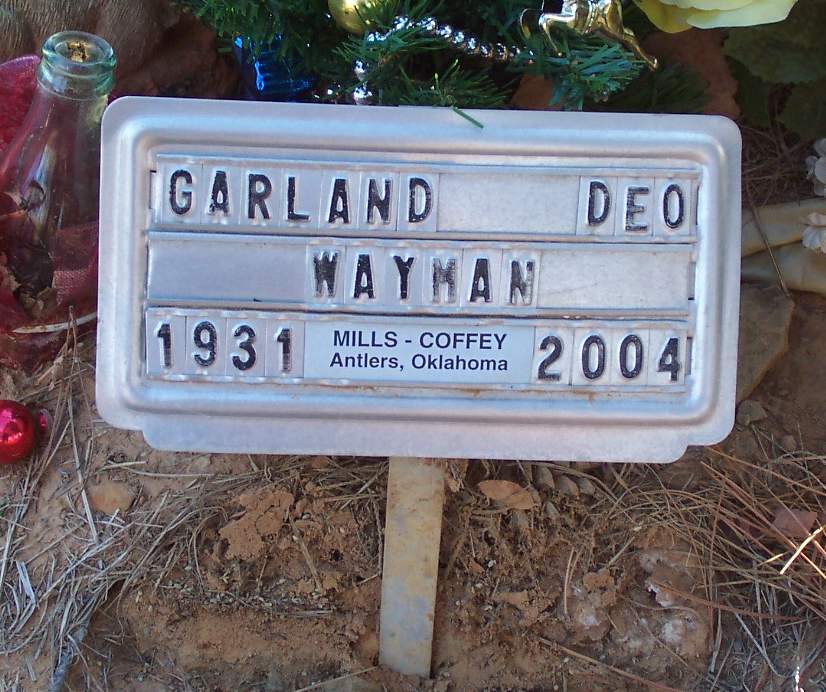 GARLAND DEO
WAYMAN
1931 MILLS - COFFEY 2004
Antlers, Oklahoma